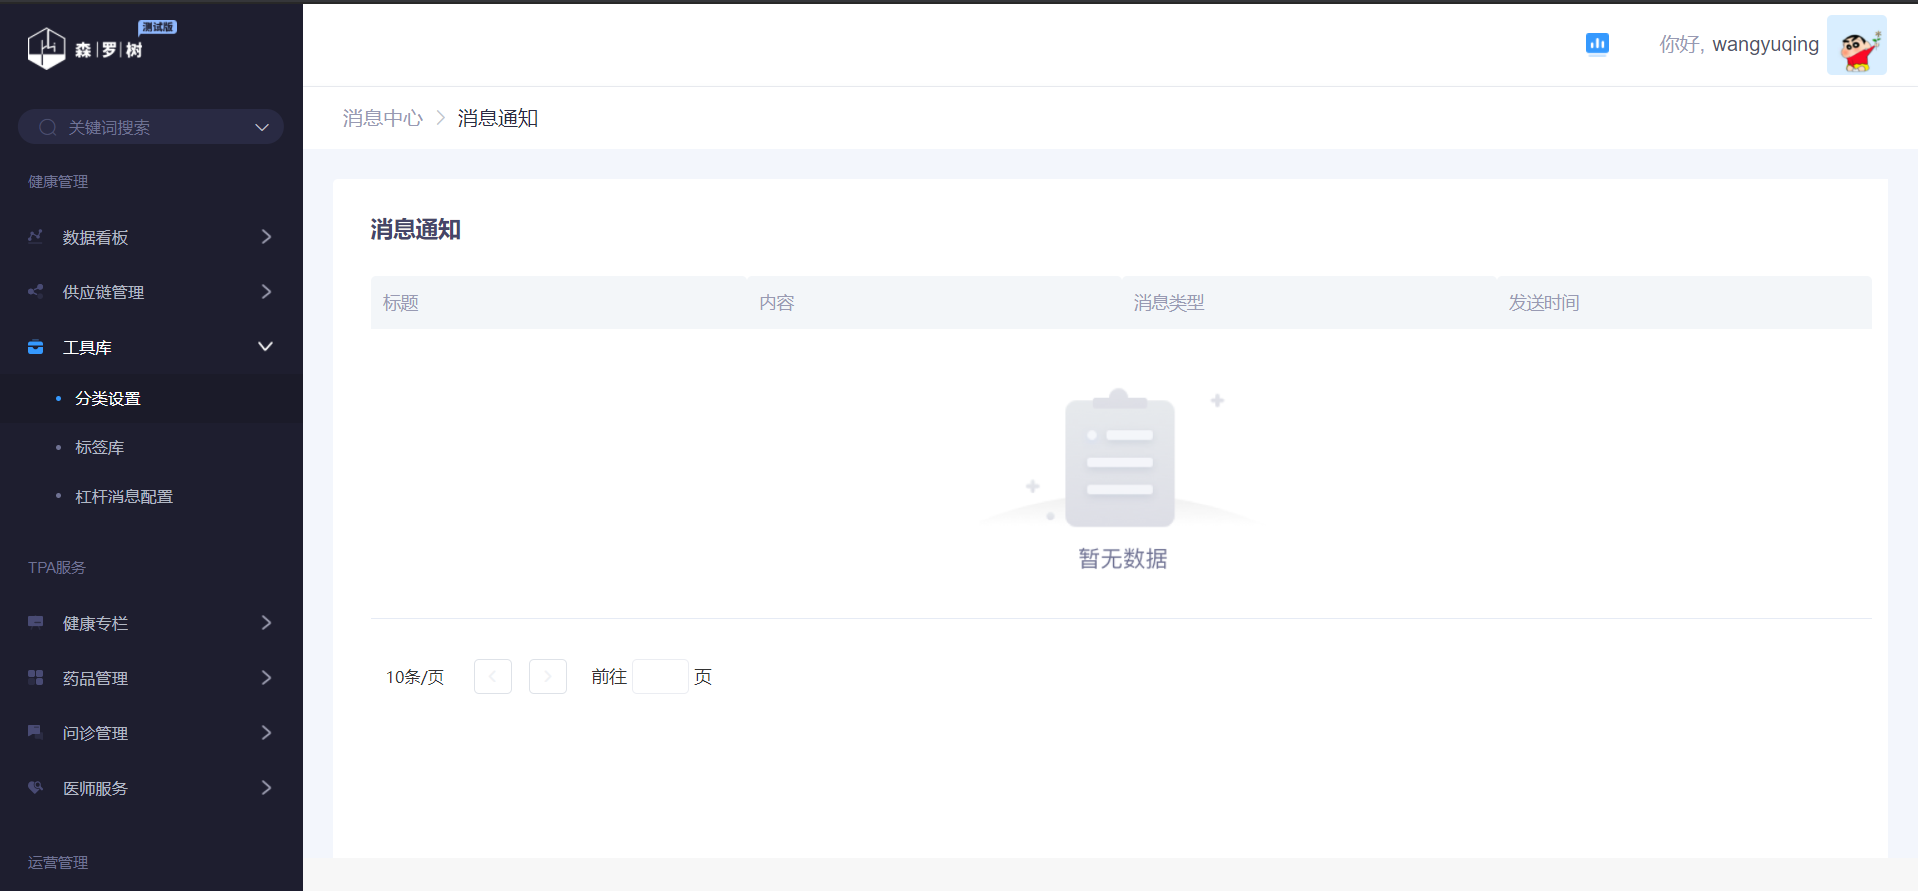 测试版
森|罗|树
关键词搜索
健康管理
数据看板
供应链管理
工具库
分类设置
标签库
杠杆消息配置
TPA服务
健康专栏
药品管理
问诊管理
医师服务
运营管理
你好, wangyuqing
消息中心 > 消息通知
消息通知
标题 内容 消息类型 发送时间
暂无数据
10条/页 前往 页